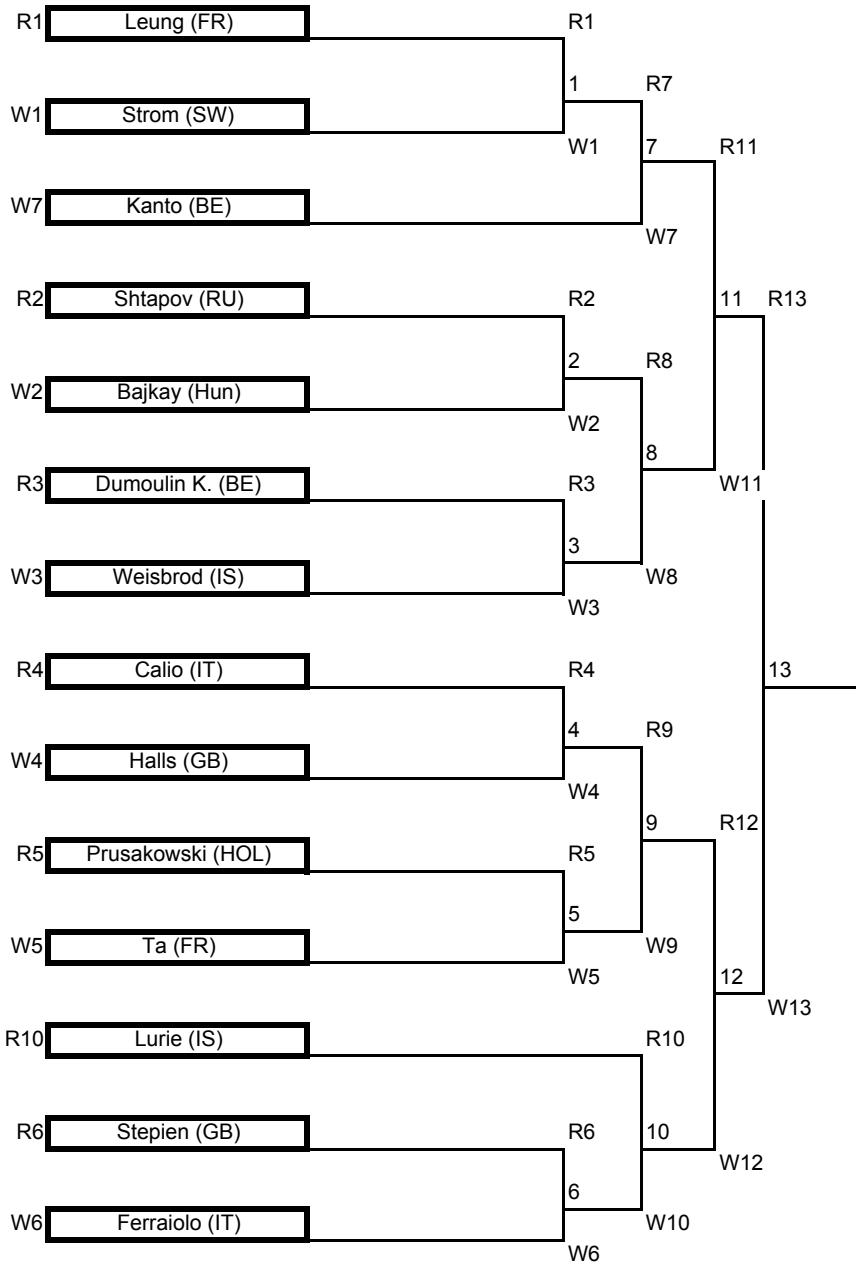 R1 Leung (FR) R1
1 R7
W1 Strom (SW)
W1 7 R11
W7 Kanto (BE)
W7
R2 Shtapov (RU) R2 11 R13
2 R8
W2 Bajkay (Hun)
W2
8
R3 Dumoulin K. (BE) R3 W11
3
W3 Weisbrod (IS) W8
W3
R4 Calio (IT) R4 13
4 R9
W4 Halls (GB)
W4
9 R12
R5 Prusakowski (HOL) R5
5
W5 Ta (FR) W9
W5 12
W13
R10 Lurie (IS) R10
R6 Stepien (GB) R6 10
W12
6
W6 Ferraiolo (IT) W10
W6